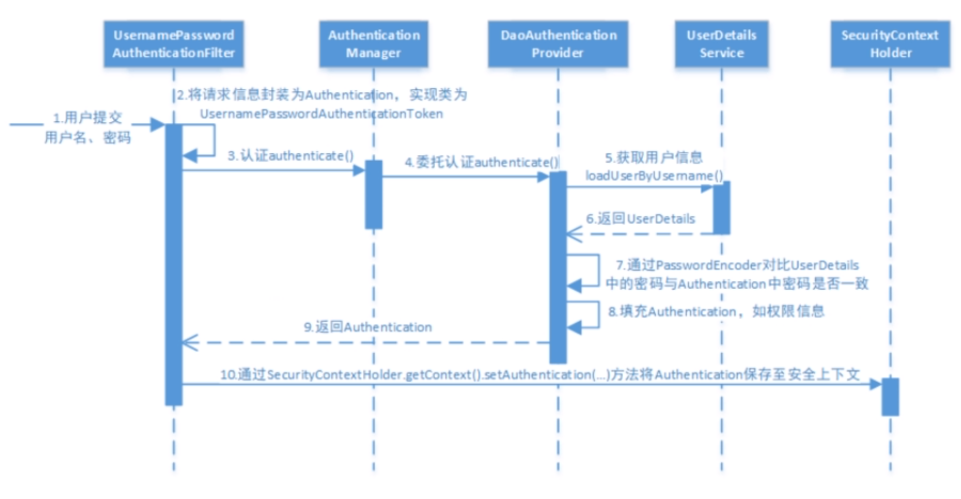 UsernamePassword
AuthenticationFilter
Authentication
Manager
DaoAuthentication
Provider
UserDetails
Service
SecurityContext
Holder
1.用户提交
用户名、密码
2.将请求信息封装为Authentication，实现类为
UsernamePasswordAuthenticationToken
3.认证authenticate()
4.委托认证authenticate()
5.获取用户信息
loadUserByUsername()
6.返回UserDetails
7.通过PasswordEncoder对比UserDetails
中的密码与Authentication中密码是否一致
8.填充Authentication，如权限信息
9.返回Authentication
10.通过SecurityContextHolder.getContext().setAuthentication(...)方法将Authentication保存至安全上下文